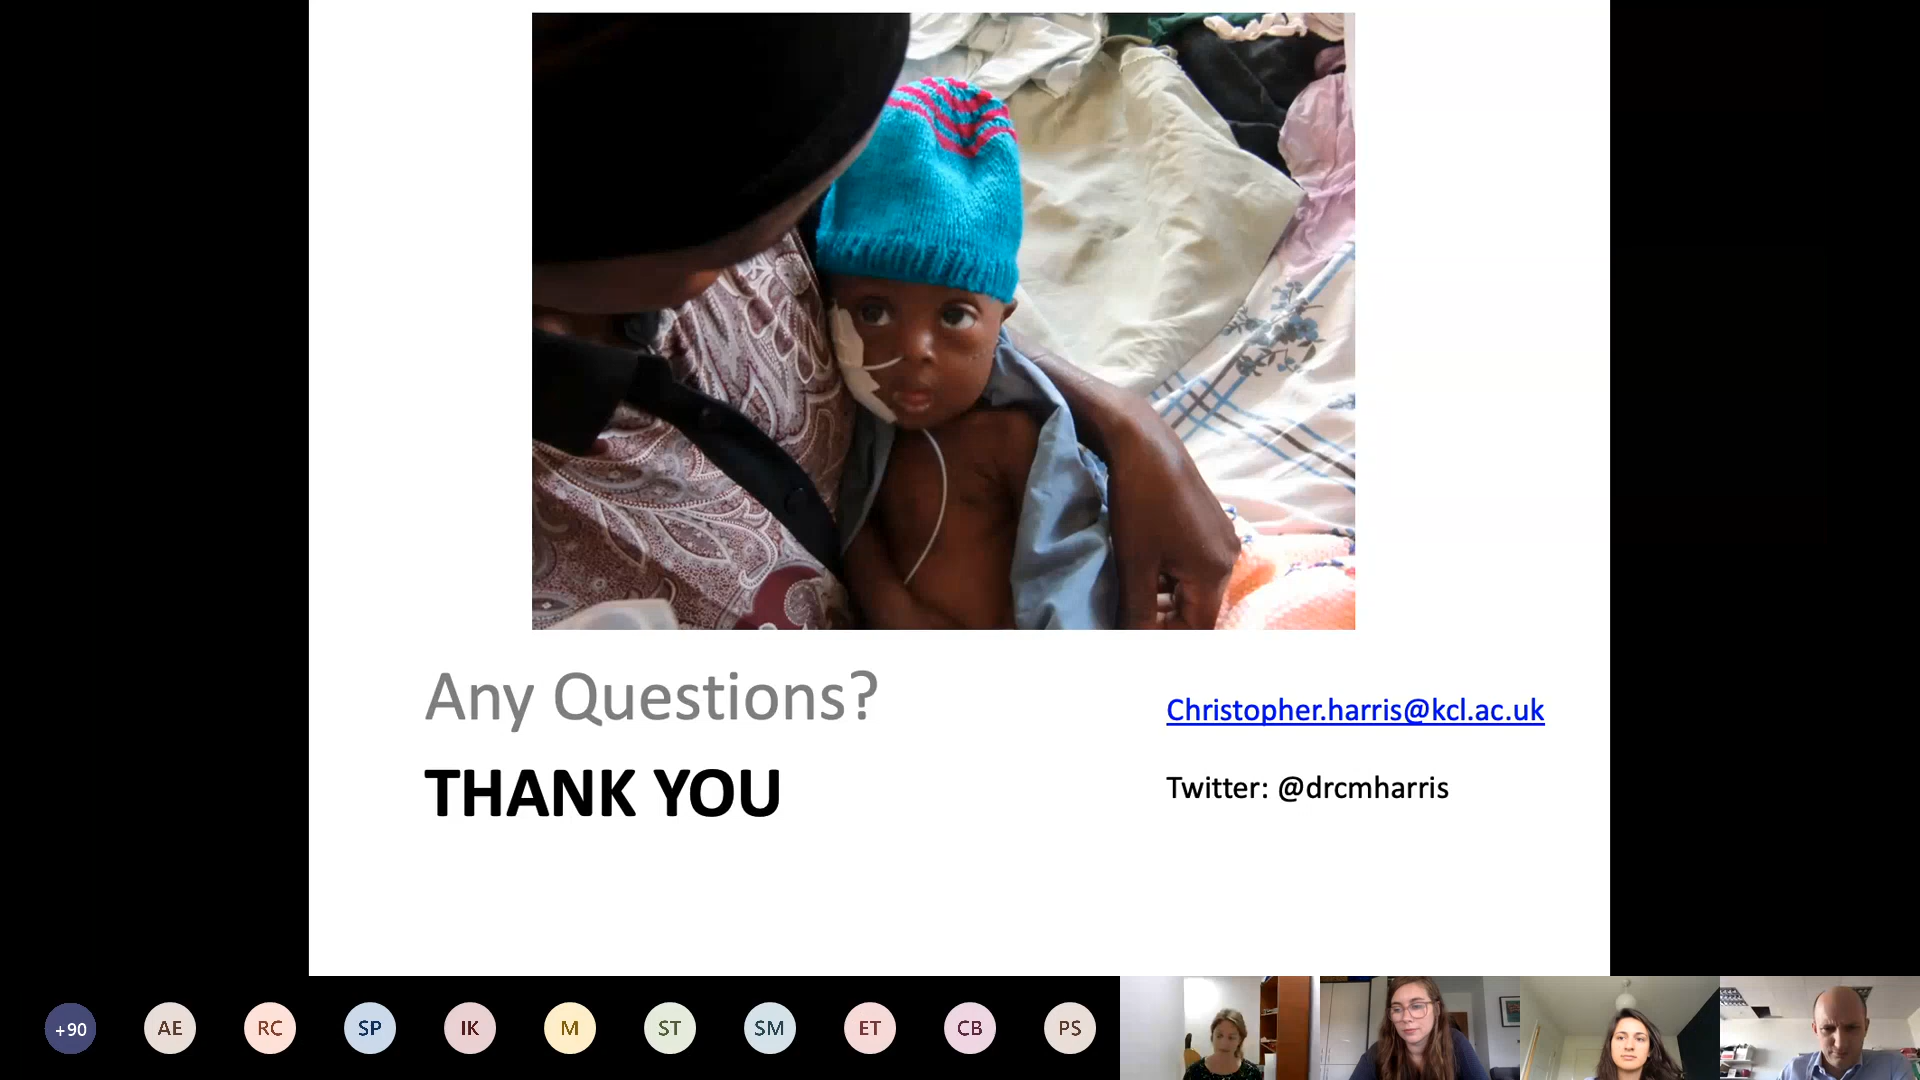 Any Questions?
THANK YOU
Christopher.harris@kcl.ac.uk
Twitter: @drcmharris
+90
AE
RC
SP
IK
M
ST
SM
ET
CB
PS